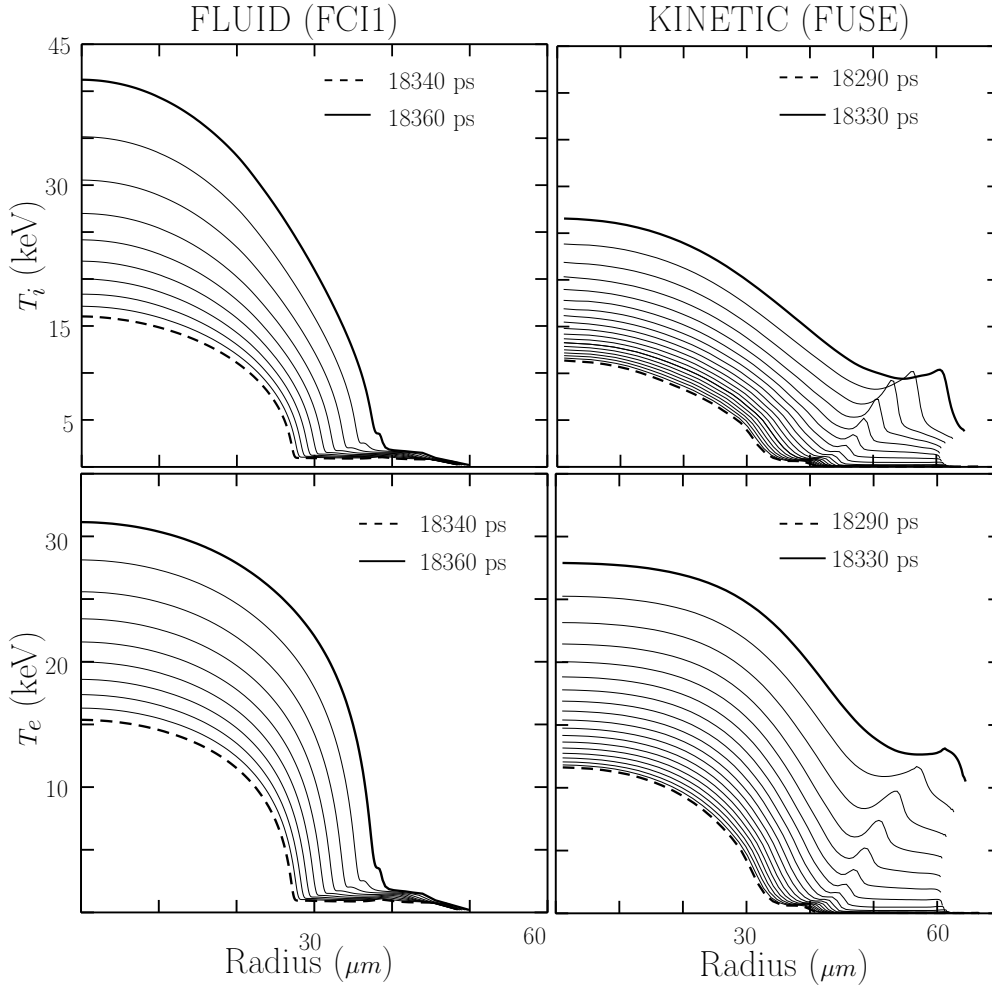 FLUID (FCI1)
KINETIC (FUSE)
45
30
15
5
T_i (keV)
18340 ps
18360 ps
18290 ps
18330 ps
30
20
10
T_e (keV)
18340 ps
18360 ps
18290 ps
18330 ps
30
60
Radius (μm)
30
60
Radius (μm)